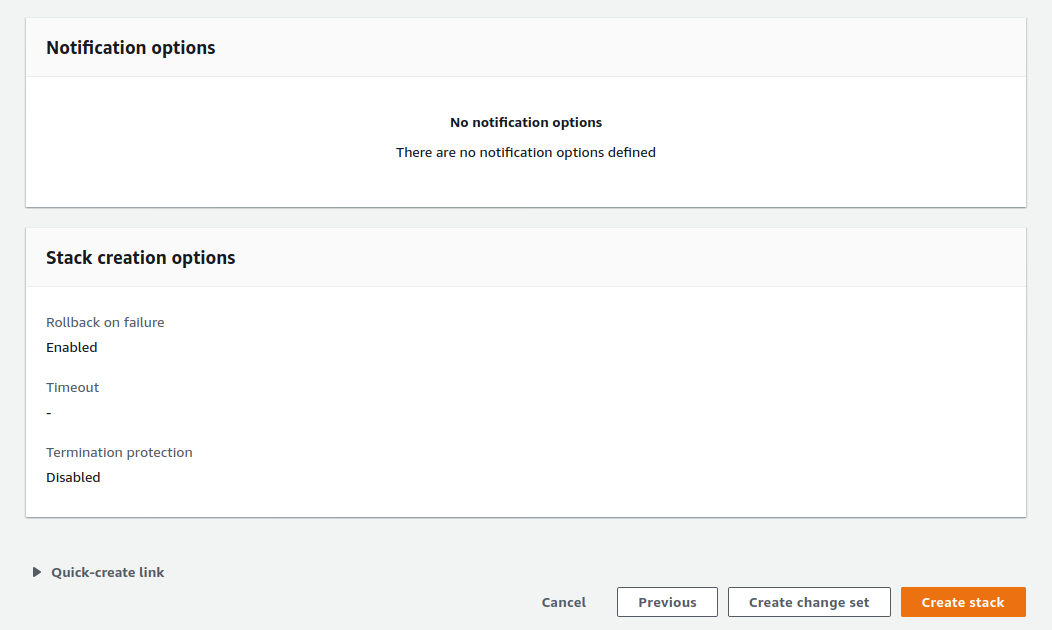 Notification options
No notification options
There are no notification options defined
Stack creation options
Rollback on failure
Enabled
Timeout
-
Termination protection
Disabled
Quick-create link
Cancel
Previous
Create change set
Create stack